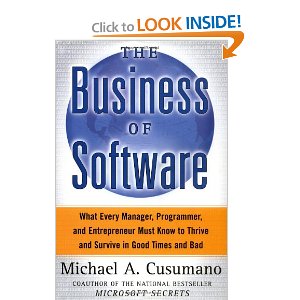 Click to LOOK INSIDE!
THE
Business
OF
Software
What Every Manager, Programmer,
and Entrepreneur Must Know to Thrive
and Survive in Good Times and Bad
Michael A. Cusumano
COAUTHOR OF THE NATIONAL BESTSELLER
MICROSOFT SECRETS